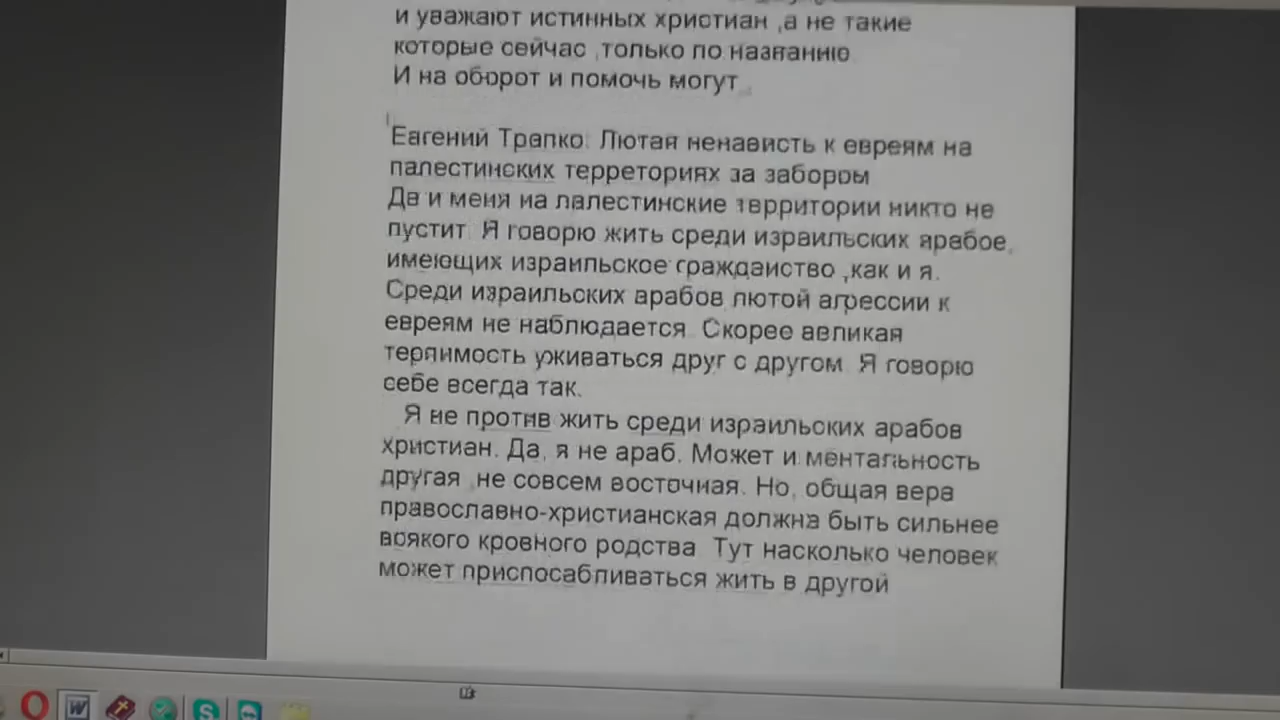 и уважают истинных христиан ,а не такие
которые сейчас ,только по названию
И на оборот и помочь могут
Евгений Трапко: Лютая ненависть к евреям на
палестинских терреториях за забором
Да и меня на палестинские территории никто не
пустит. Я говорю жить среди израильских арабов,
имеющих израильское гражданство ,как и я.
Среди израильских арабов лютой агрессии к
евреям не наблюдается. Скорее великая
терпимость уживаться друг с другом. Я говорю
себе всегда так.
Я не против жить среди израильских арабов
христиан. Да, я не араб. Может и ментальность
другая ,не совсем восточная. Но, общая вера
православно-христианская должна быть сильнее
всякого кровного родства. Тут насколько человек
может приспосабливаться жить в другой